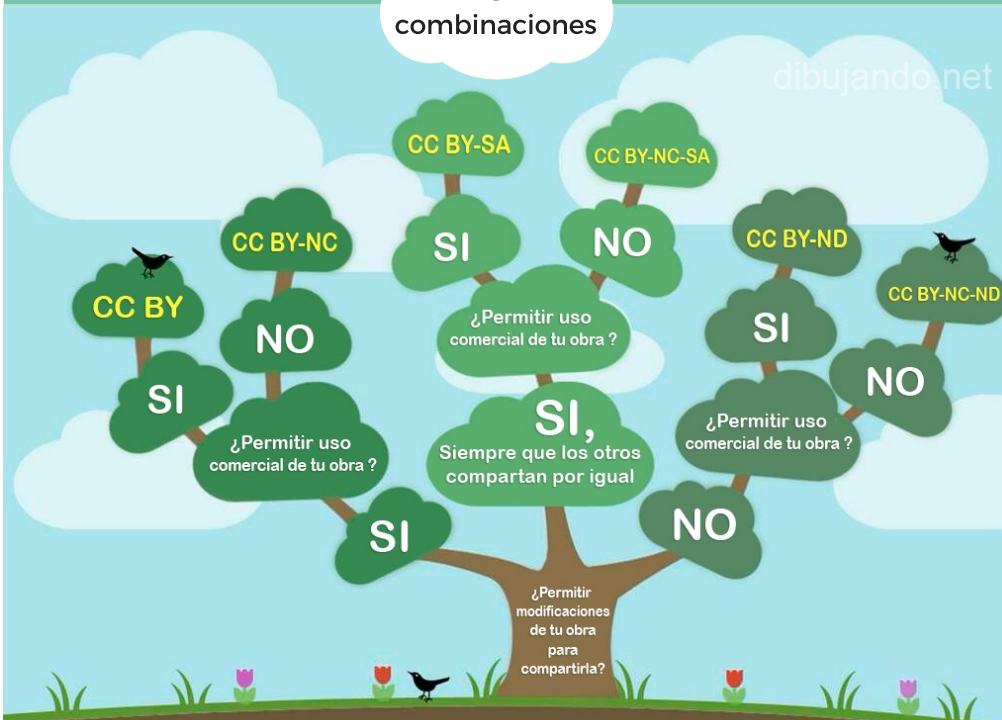 combinaciones
dibujando.net
CC BY-SA
CC BY-NC-SA
CC BY-NC
CC BY-ND
CC BY
CC BY-NC-ND
SI
NO
¿Permitir uso
comercial de tu obra ?
NO
SI
SI
NO
¿Permitir uso
comercial de tu obra ?
SI,
Siempre que los otros
compartan por igual
¿Permitir uso
comercial de tu obra ?
SI
NO
¿Permitir
modificaciones
de tu obra
para
compartirla?